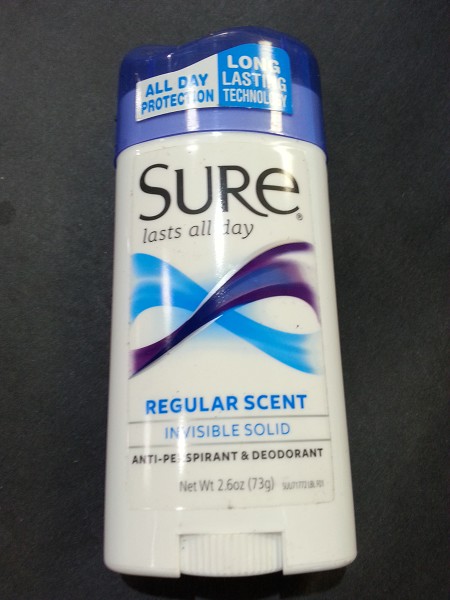 ALL DAY
PROTECTION
LONG
LASTING
TECHNOLOGY
SURE®
lasts all day
REGULAR SCENT
INVISIBLE SOLID
ANTI-PERSPIRANT & DEODORANT
Net Wt 2.6oz (73g)